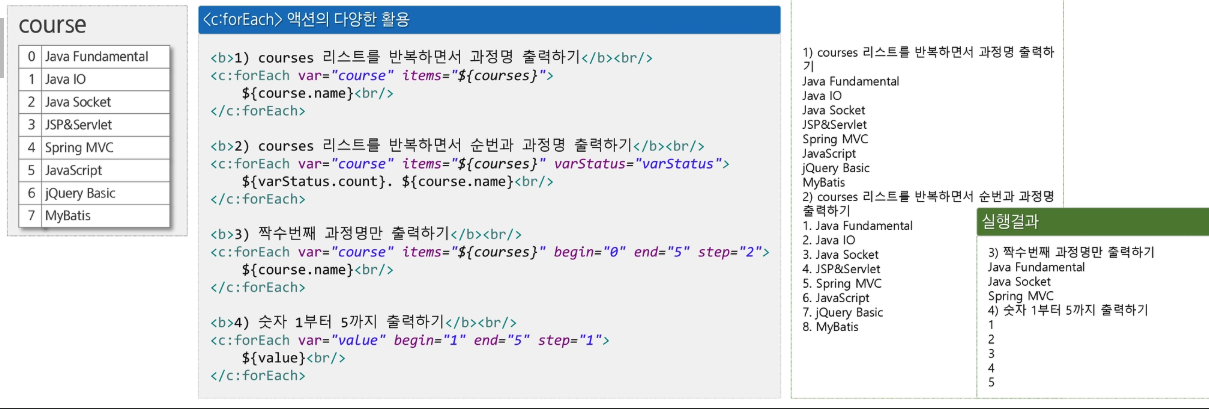 course
0 Java Fundamental
1 Java IO
2 Java Socket
3 JSP&Servlet
4 Spring MVC
5 JavaScript
6 jQuery Basic
7 MyBatis
<c:forEach> 액션의 다양한 활용
<b>1) courses 리스트를 반복하면서 과정명 출력하기</b><br/>
<c:forEach var="course" items="${courses}">
${course.name}<br/>
</c:forEach>
<b>2) courses 리스트를 반복하면서 순번과 과정명 출력하기</b><br/>
<c:forEach var="course" items="${courses}" varStatus="varStatus">
${varStatus.count}. ${course.name}<br/>
</c:forEach>
<b>3) 짝수번째 과정명만 출력하기</b><br/>
<c:forEach var="course" items="${courses}" begin="0" end="5" step="2">
${course.name}<br/>
</c:forEach>
<b>4) 숫자 1부터 5까지 출력하기</b><br/>
<c:forEach var="value" begin="1" end="5" step="1">
${value}<br/>
</c:forEach>
1) courses 리스트를 반복하면서 과정명 출력하
기
Java Fundamental
Java IO
Java Socket
JSP&Servlet
Spring MVC
JavaScript
jQuery Basic
MyBatis
2) courses 리스트를 반복하면서 순번과 과정명
출력하기
1. Java Fundamental
2. Java IO
3. Java Socket
4. JSP&Servlet
5. Spring MVC
6. JavaScript
7. jQuery Basic
8. MyBatis
실행결과
3) 짝수번째 과정명만 출력하기
Java Fundamental
Java Socket
Spring MVC
4) 숫자 1부터 5까지 출력하기
1
2
3
4
5